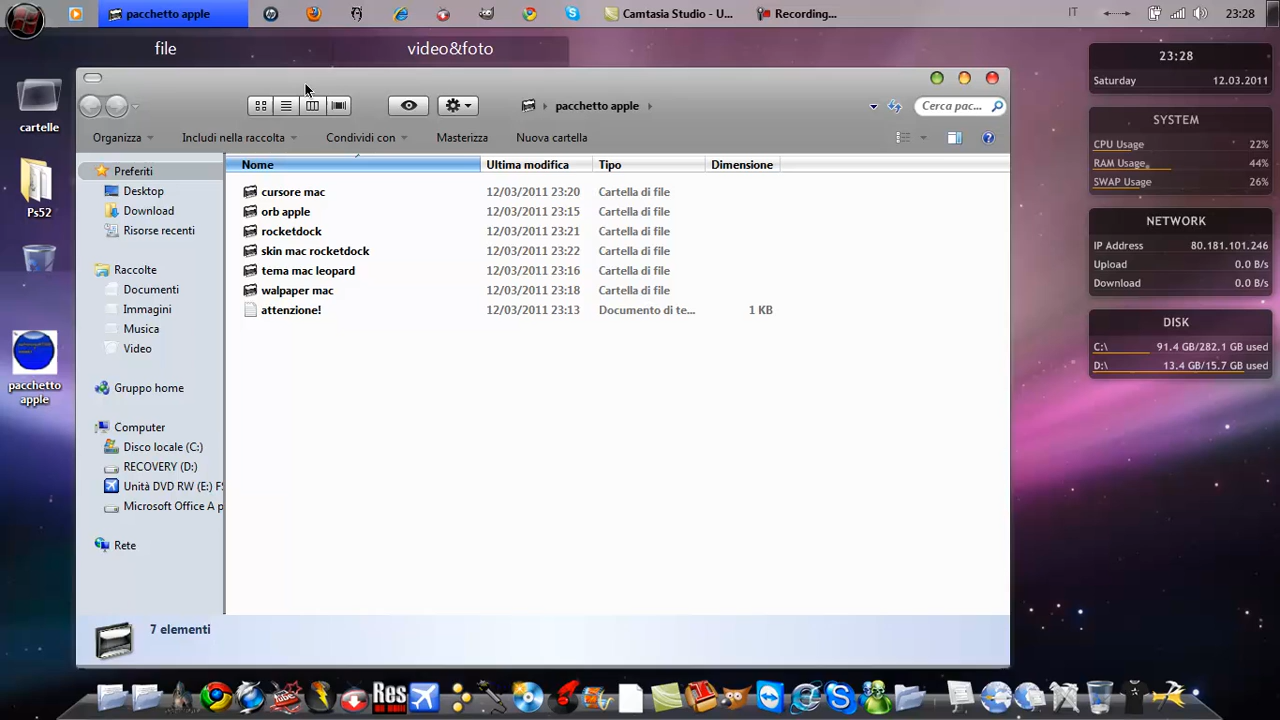 pacchetto apple
Camtasia Studio - U...
Recording...
IT
23:28
file
video&foto
cartelle
Ps52
pacchetto
apple
pacchetto apple
Cerca pac...
Organizza
Includi nella raccolta
Condividi con
Masterizza
Nuova cartella
Nome
Ultima modifica
Tipo
Dimensione
cursore mac 12/03/2011 23:20 Cartella di file
orb apple 12/03/2011 23:15 Cartella di file
rocketdock 12/03/2011 23:21 Cartella di file
skin mac rocketdock 12/03/2011 23:22 Cartella di file
tema mac leopard 12/03/2011 23:16 Cartella di file
walpaper mac 12/03/2011 23:18 Cartella di file
attenzione! 12/03/2011 23:13 Documento di te... 1 KB
Preferiti
Desktop
Download
Risorse recenti
Raccolte
Documenti
Immagini
Musica
Video
Gruppo home
Computer
Disco locale (C:)
RECOVERY (D:)
Unità DVD RW (E:) F
Microsoft Office A p
Rete
7 elementi
23:28
Saturday 12.03.2011
SYSTEM
CPU Usage 22%
RAM Usage 44%
SWAP Usage 26%
NETWORK
IP Address 80.181.101.246
Upload 0.0 B/s
Download 0.0 B/s
DISK
C:\ 91.4 GB/282.1 GB used
D:\ 13.4 GB/15.7 GB used
Res